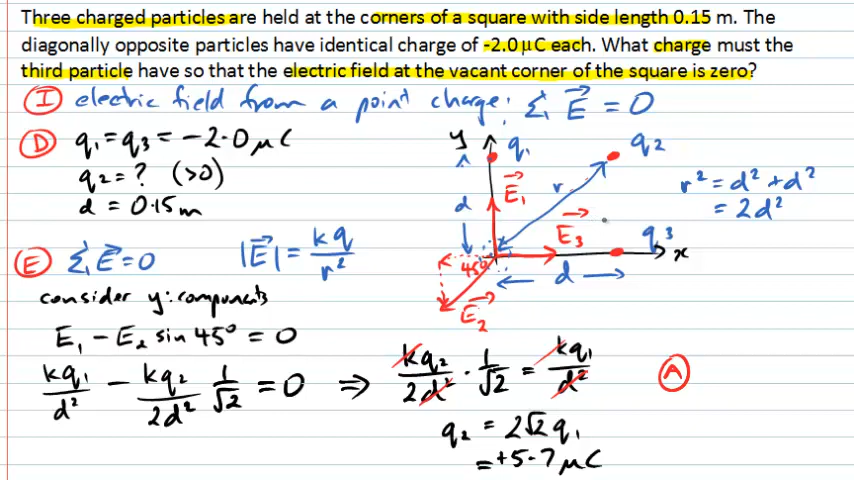 Three charged particles are held at the corners of a square with side length 0.15 m. The
diagonally opposite particles have identical charge of -2.0 μC each. What charge must the
third particle have so that the electric field at the vacant corner of the square is zero?
I electric field from a point charge: Σ E⃗ = 0
D q₁ = q₃ = -2.0 μC
q₂ = ? (>0)
d = 0.15 m
y q₁ q₂
E⃗₁ r
d
E⃗₃ q₃
x
45°
d
E⃗₂
r² = d² + d²
= 2d²
E Σ E⃗ = 0 |E⃗| = kq/r²
consider y: components
E₁ - E₂ sin 45° = 0
kq₁/d² - kq₂/2d² 1/√2 = 0 ⇒ kq₂/2d² · 1/√2 = kq₁/d² A
q₂ = 2√2 q₁
= +5.7 μC